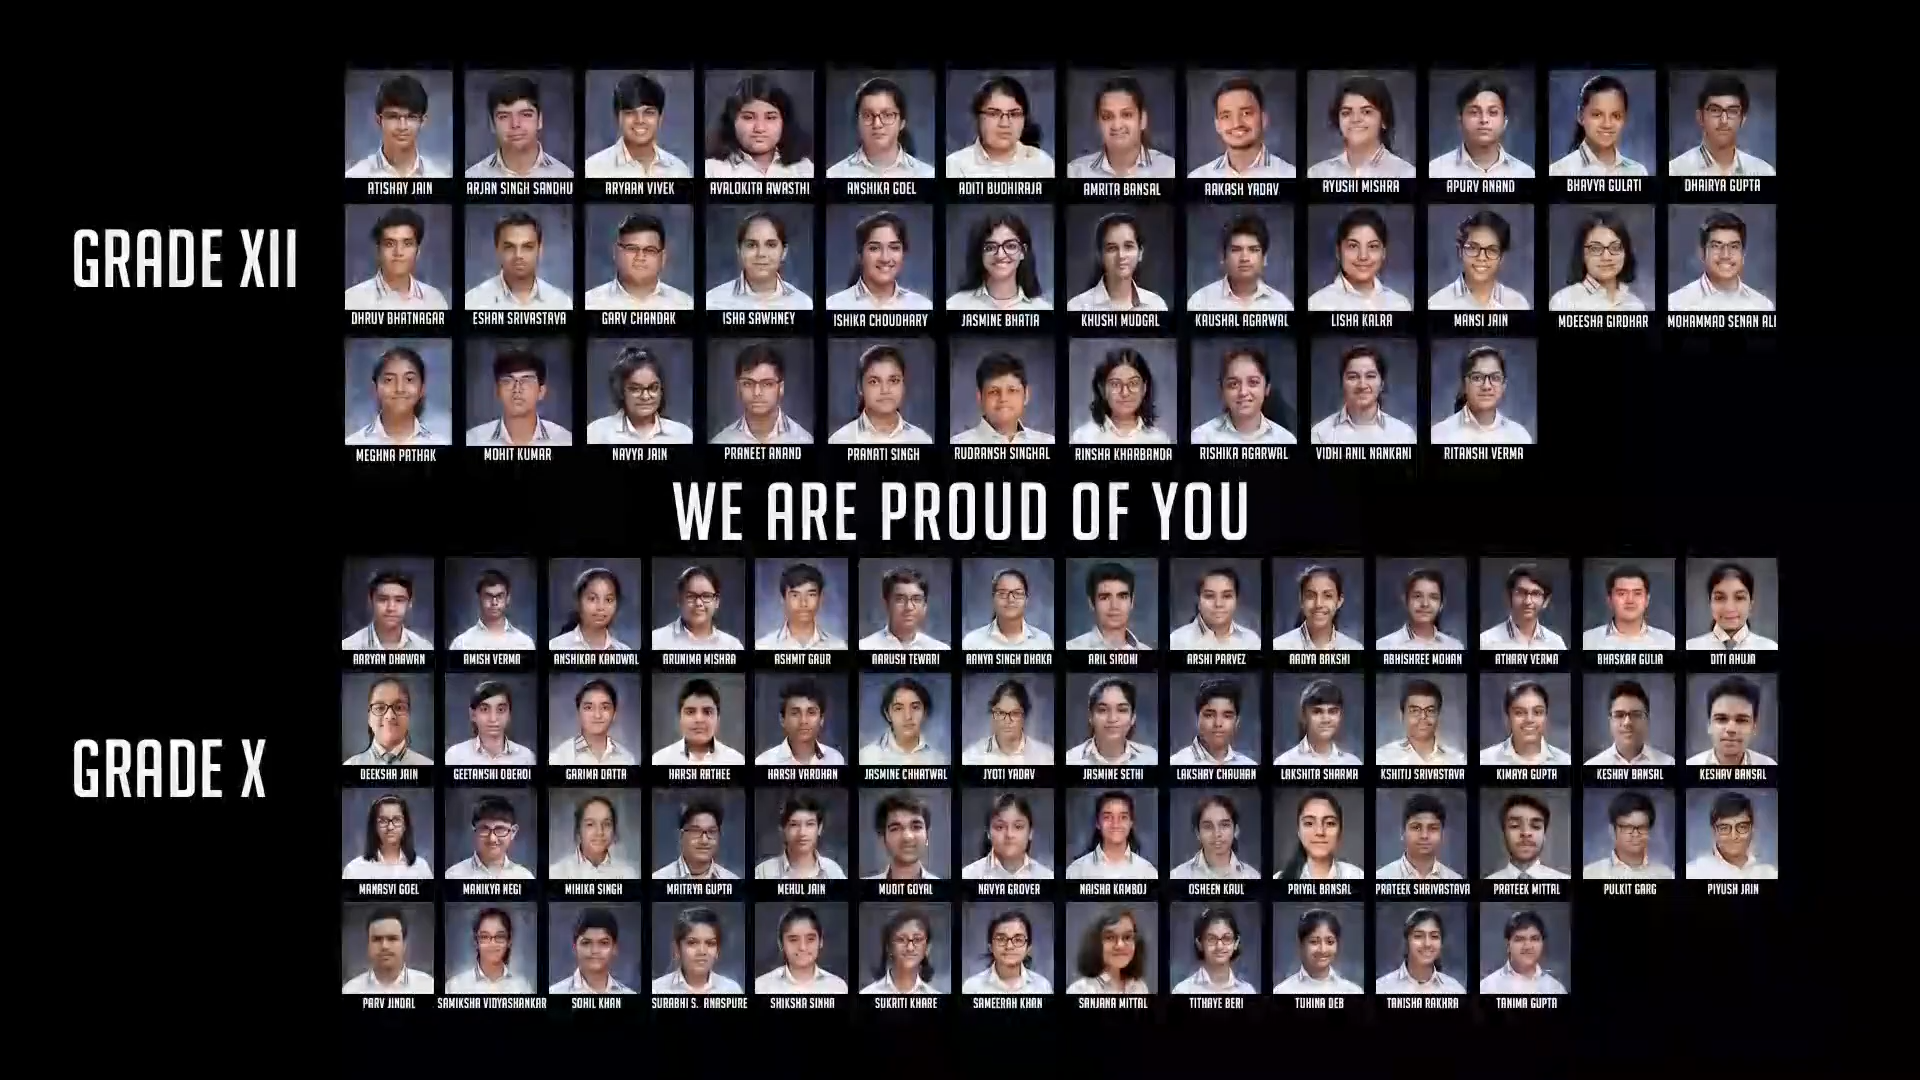 ATISHAY JAIN ARJAN SINGH SANDHU ARYAAN VIVEK AVALOKITA AWASTHI ANSHIKA GOEL ADITI BUDHIRAJA AMRITA BANSAL AAKASH YADAV AYUSHI MISHRA APURV ANAND BHAVYA GULATI DHAIRYA GUPTA
GRADE XII
DHRUV BHATNAGAR ESHAN SRIVASTAVA GARV CHANDAK ISHA SAWHNEY ISHIKA CHOUDHARY JASMINE BHATIA KHUSHI MUDGAL KAUSHAL AGARWAL LISHA KALRA MANSI JAIN MOEESHA GIRDHAR MOHAMMAD SENAN ALI
MEGHNA PATHAK MOHIT KUMAR NAVYA JAIN PRANEET ANAND PRANATI SINGH RUDRANSH SINGHAL RINSHA KHARBANDA RISHIKA AGARWAL VIDHI ANIL NANKANI RITANSHI VERMA
WE ARE PROUD OF YOU
AARYAN DHAWAN AMISH VERMA ANSHIKAA KANDWAL ARUNIMA MISHRA ASHMIT GAUR AARUSH TEWARI AANYA SINGH DHAKA ARIL SIROHI ARSHI PARVEZ AADYA BAKSHI ABHISHREE MOHAN ATHARV VERMA BHASKAR GULIA DITI AHUJA
GRADE X
DEEKSHA JAIN GEETANSHI OBEROI GARIMA DATTA HARSH RATHEE HARSH VARDHAN JASMINE CHHATWAL JYOTI YADAV JASMINE SETHI LAKSHAY CHAUHAN LAKSHITA SHARMA KSHITIJ SRIVASTAVA KIMAYA GUPTA KESHAV BANSAL KESHAV BANSAL
MANASVI GOEL MANIKYA NEGI MIHIKA SINGH MAITRYA GUPTA MEHUL JAIN MUDIT GOYAL NAVYA GROVER NAISHA KAMBOJ OSHEEN KAUL PRIYAL BANSAL PRATEEK SHRIVASTAVA PRATEEK MITTAL PULKIT GARG PIYUSH JAIN
PARV JINDAL SAMIKSHA VIDYASHANKAR SOHIL KHAN SURABHI S. ANASPURE SHIKSHA SINHA SUKRITI KHARE SAMEERAH KHAN SANJANA MITTAL TITHAYE BERI TUHINA DEB TANISHA RAKHRA TANIMA GUPTA